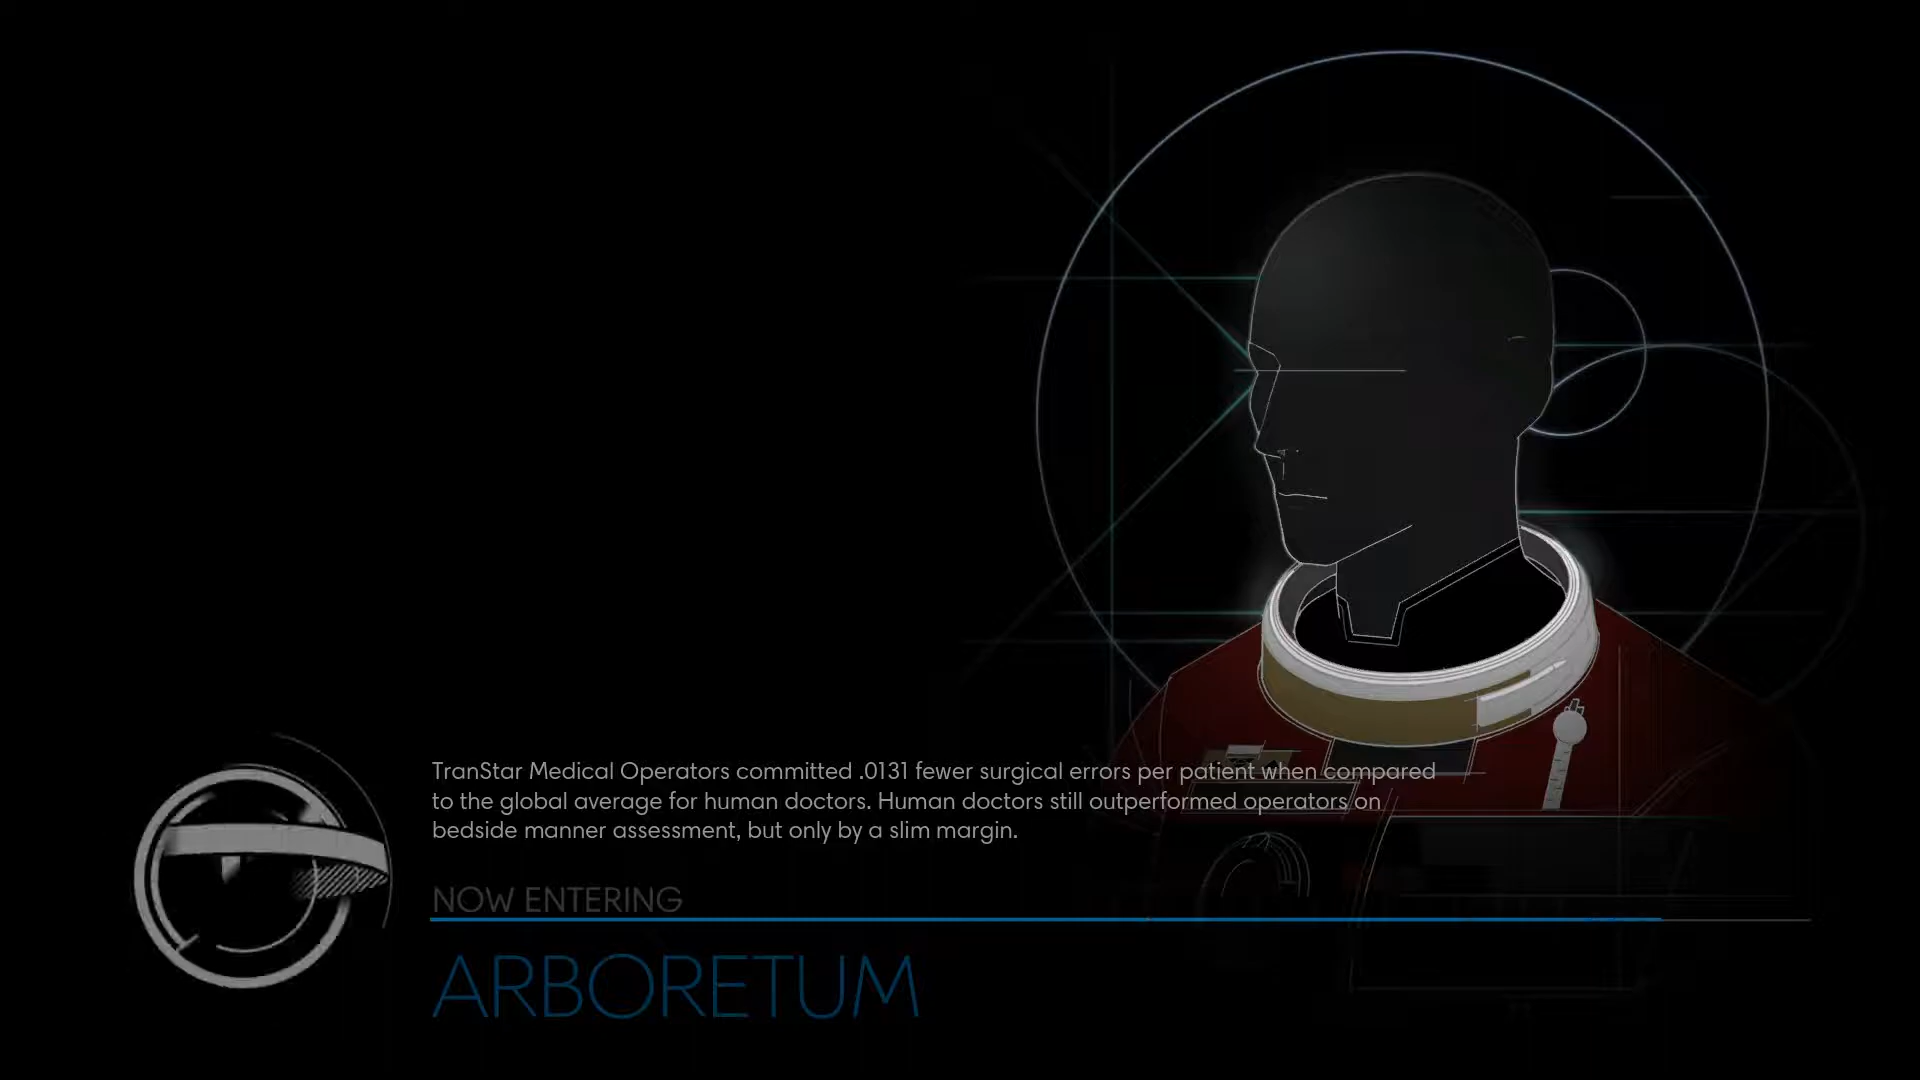 TranStar Medical Operators committed .0131 fewer surgical errors per patient when compared
to the global average for human doctors. Human doctors still outperformed operators on
bedside manner assessment, but only by a slim margin.
NOW ENTERING
ARBORETUM